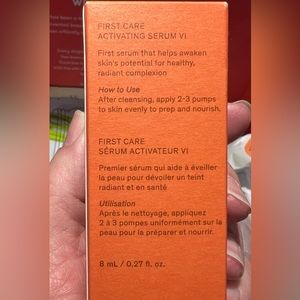 W
FIRST CARE
ACTIVATING SERUM VI
First serum that helps awaken
skin's potential for healthy,
radiant complexion
How to Use
After cleansing, apply 2-3 pumps
to skin evenly to prep and nourish.
FIRST CARE
SÉRUM ACTIVATEUR VI
Premier sérum qui aide à éveiller
la peau pour dévoiler un teint
radiant et en santé
Utilisation
Après le nettoyage, appliquez
2 à 3 pompes uniformément sur la
peau pour la préparer et nourrir.
8 mL / 0.27 fl. oz.